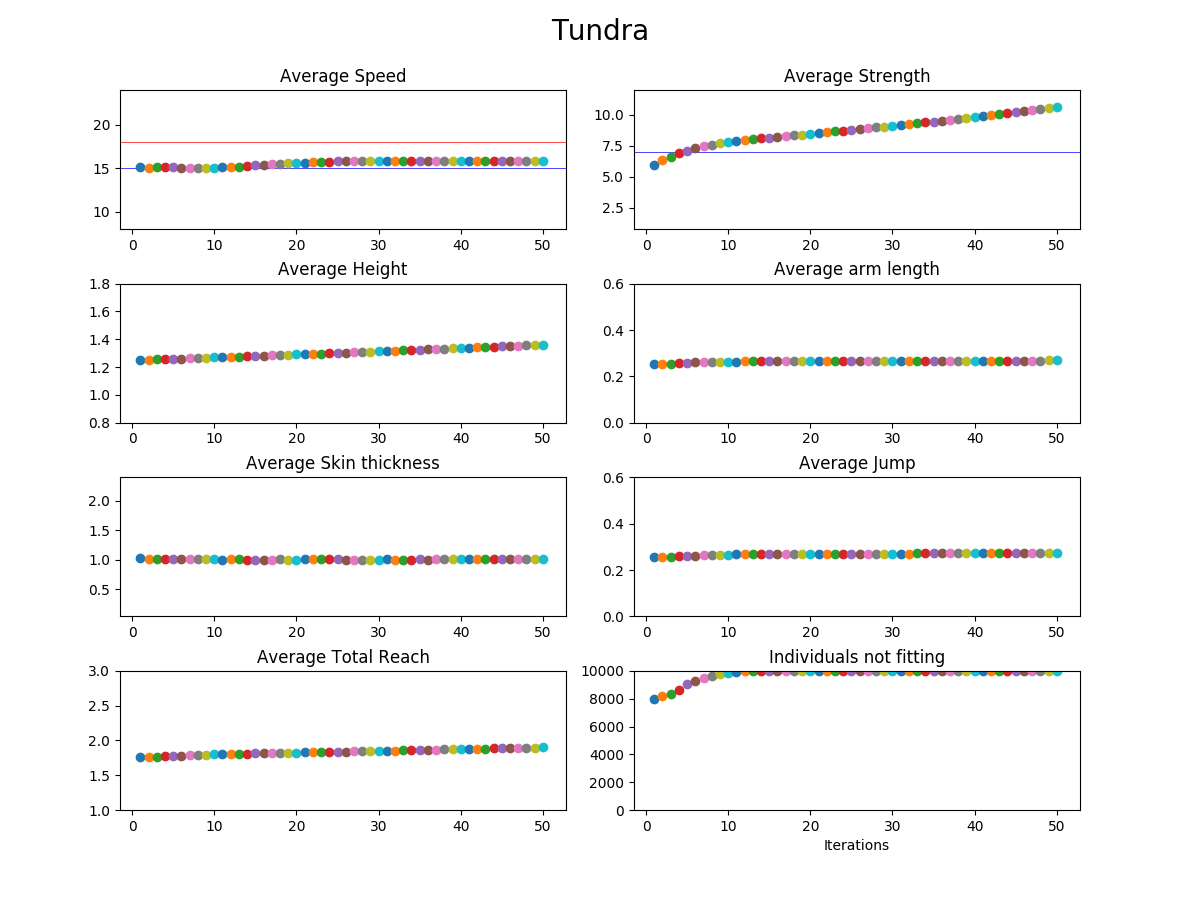 Tundra
Average Speed
20
15
10
0 10 20 30 40 50
Average Strength
10.0
7.5
5.0
2.5
0 10 20 30 40 50
Average Height
1.8
1.6
1.4
1.2
1.0
0.8
0 10 20 30 40 50
Average arm length
0.6
0.4
0.2
0.0
0 10 20 30 40 50
Average Skin thickness
2.0
1.5
1.0
0.5
0 10 20 30 40 50
Average Jump
0.6
0.4
0.2
0.0
0 10 20 30 40 50
Average Total Reach
3.0
2.5
2.0
1.5
1.0
0 10 20 30 40 50
Individuals not fitting
10000
8000
6000
4000
2000
0
0 10 20 30 40 50
Iterations